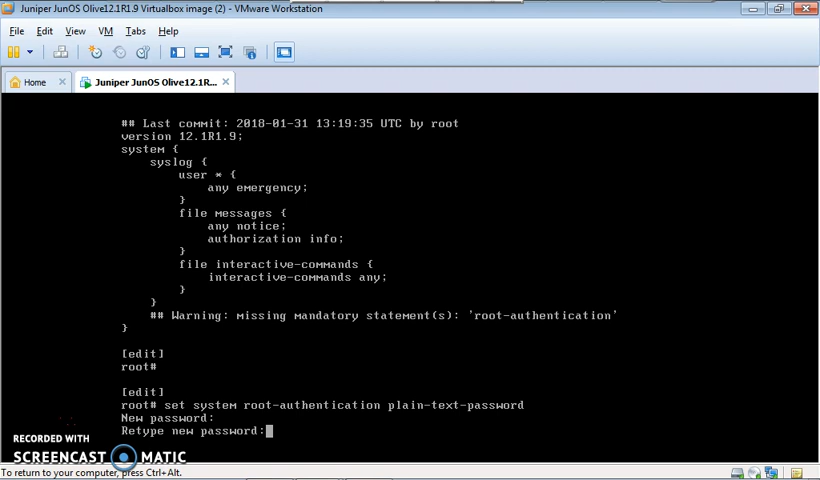 Juniper JunOS Olive12.1R1.9 Virtualbox image (2) - VMware Workstation
File Edit View VM Tabs Help
Home Juniper JunOS Olive12.1R...
## Last commit: 2018-01-31 13:19:35 UTC by root
version 12.1R1.9;
system {
syslog {
user * {
any emergency;
}
file messages {
any notice;
authorization info;
}
file interactive-commands {
interactive-commands any;
}
}
## Warning: missing mandatory statement(s): 'root-authentication'
}
[edit]
root#
[edit]
root# set system root-authentication plain-text-password
New password:
Retype new password:
RECORDED WITH
SCREENCAST MATIC
To return to your computer, press Ctrl+Alt.